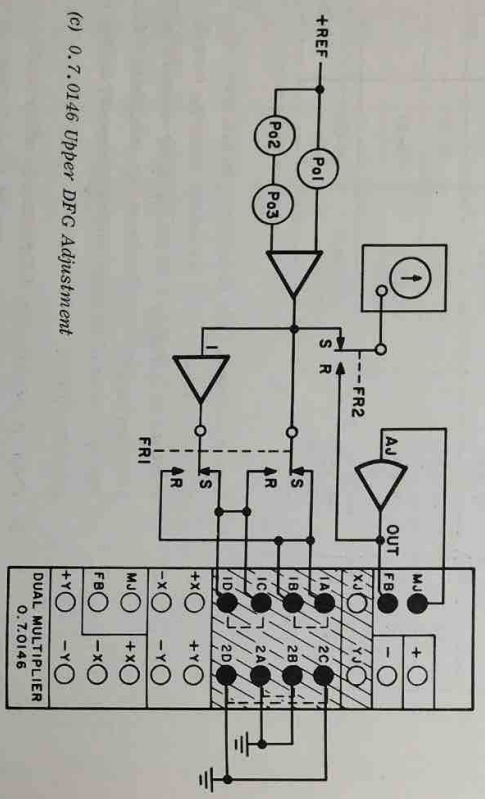 +REF
Po1
Po2
Po3
S
R
FR2
1
AJ
OUT
S
R
S
R
FR1
MJ
+
FB
-
XJ
YJ
1A
2C
1B
2B
1C
2A
1D
2D
+X
+Y
-X
-Y
MJ
+X
FB
-X
+Y
-Y
DUAL MULTIPLIER
0.7.0146
(c) 0.7.0146 Upper DFG Adjustment